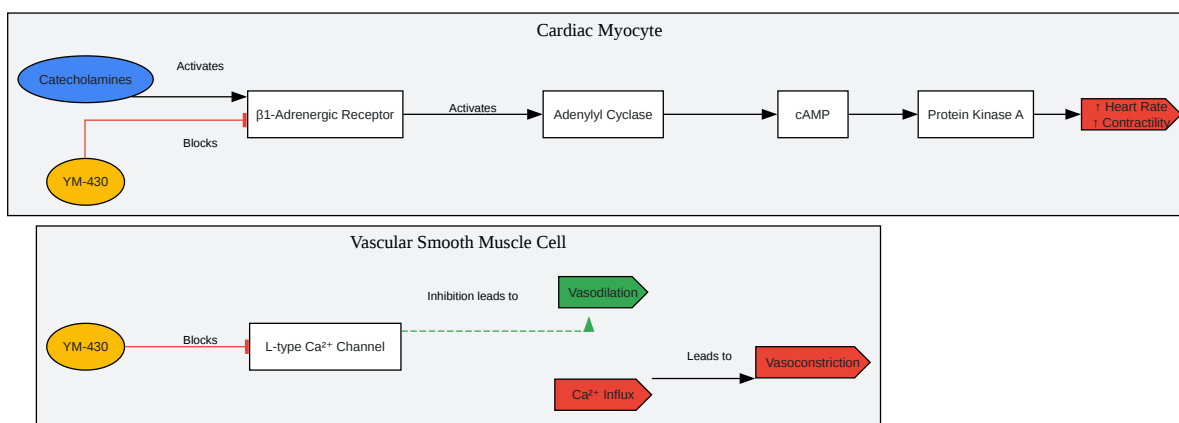 Cardiac Myocyte
Catecholamines
Activates
β1-Adrenergic Receptor
Activates
Adenylyl Cyclase
cAMP
Protein Kinase A
↑ Heart Rate
↑ Contractility
Blocks
YM-430
Vascular Smooth Muscle Cell
YM-430
Blocks
L-type Ca²⁺ Channel
Inhibition leads to
Vasodilation
Ca²⁺ Influx
Leads to
Vasoconstriction